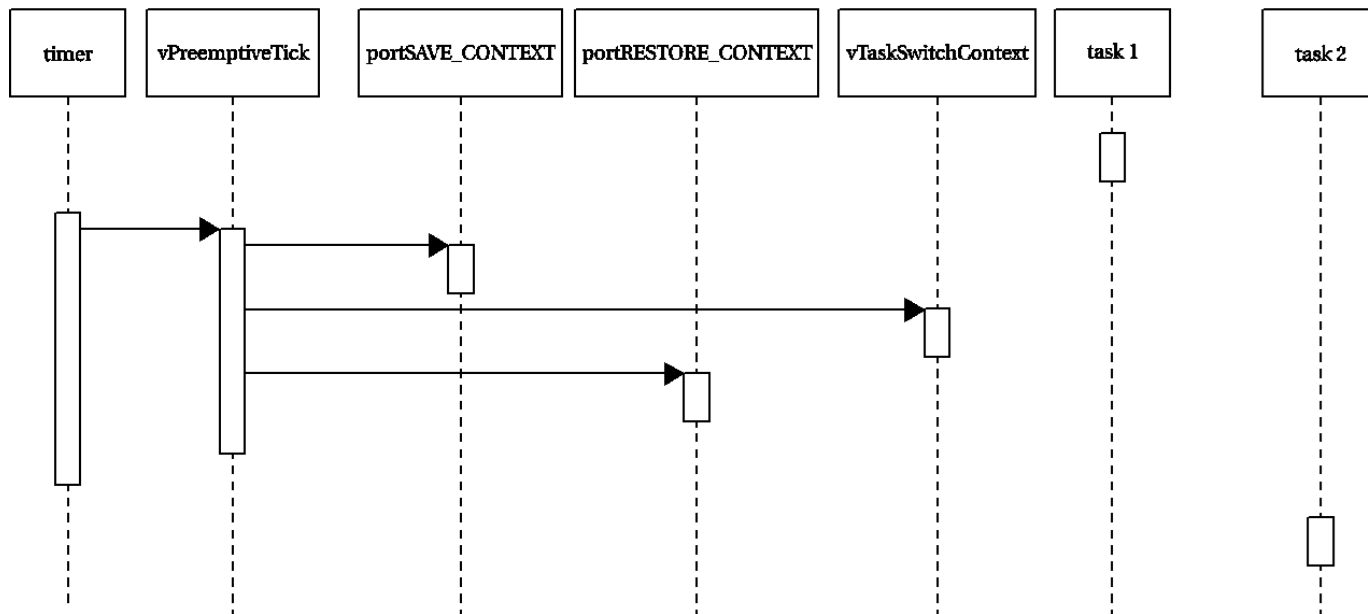 timer
vPreemptiveTick
portSAVE_CONTEXT
portRESTORE_CONTEXT
vTaskSwitchContext
task 1
task 2